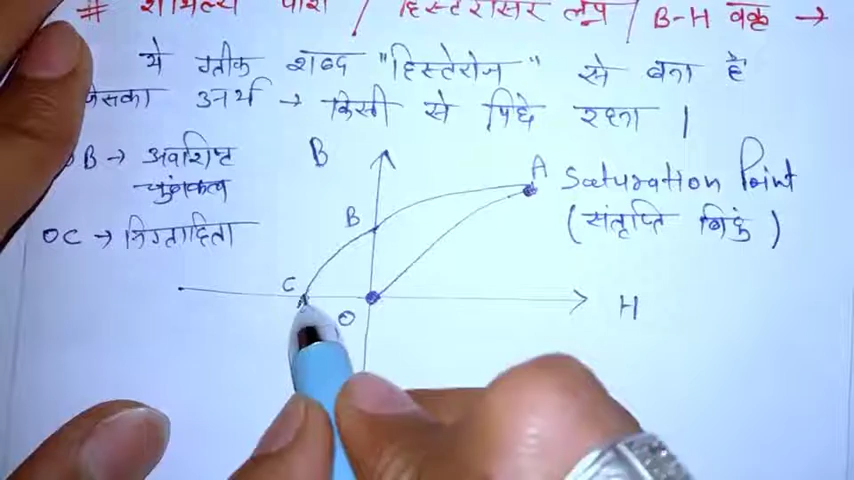 # शैथिल्य पाश / हिस्टेरेसिस लूप / B-H वक्र →
ये ग्रीक शब्द "हिस्टेरोज" से बना है
जिसका अर्थ → किसी से पिछे रहना |
OB → अवशिष्ट
चुंबकत्व
OC → निग्राहिता
B
A
Saturation Point
(संतृप्ति बिंदु)
B
C
O
H